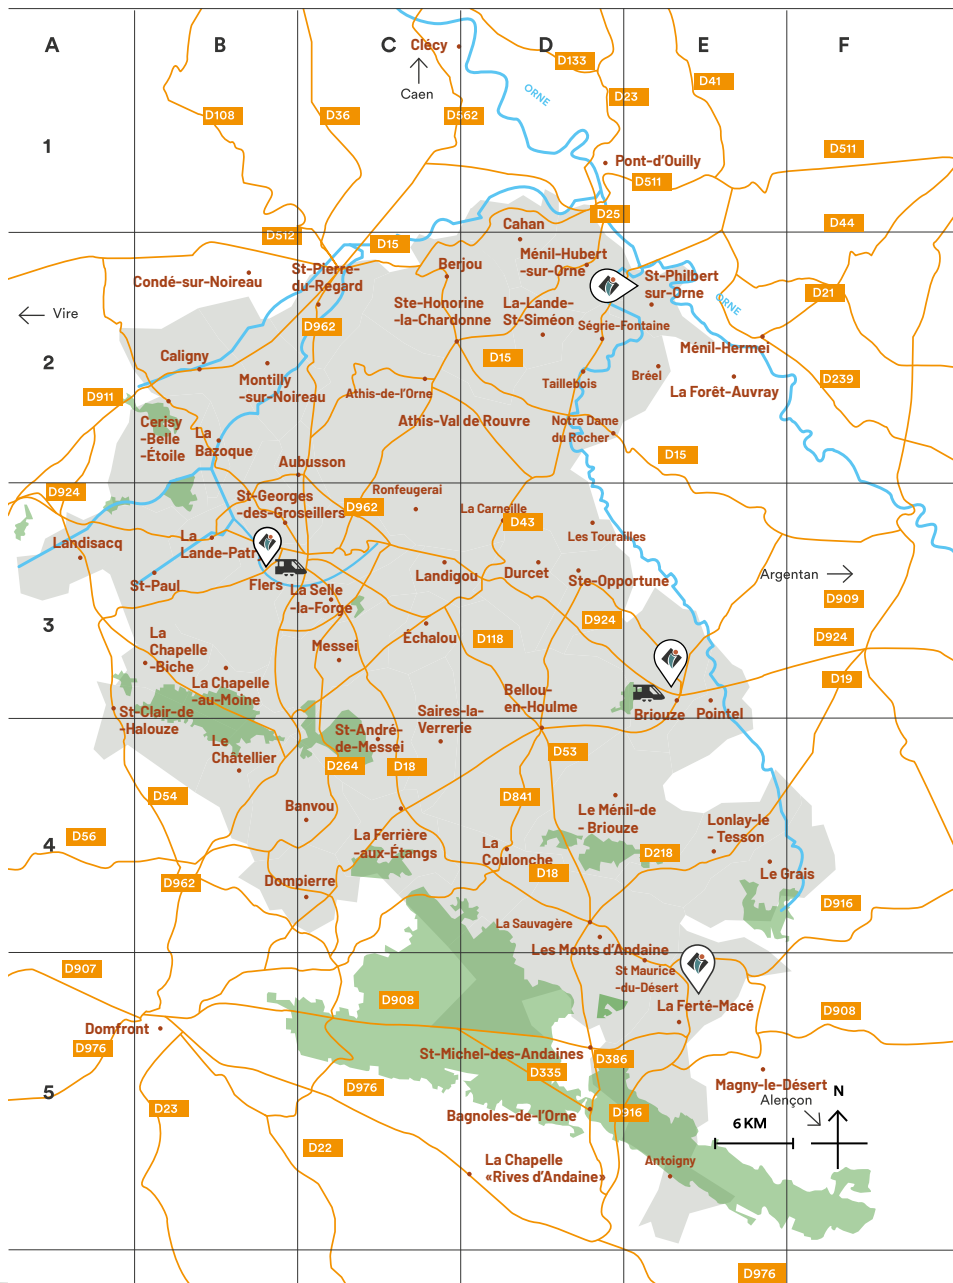 A
B
C
D
E
F
Clécy
Caen
D133
D41
D23
ORNE
D108
D36
D562
1
D511
Pont-d'Ouilly
D511
D25
D44
Cahan
D512
D15
Ménil-Hubert
-sur-Orne
Berjou
St-Pierre-
du-Regard
Condé-sur-Noireau
St-Philbert
sur-Orne
D21
ORNE
Ste-Honorine
-la-Chardonne
La-Lande-
St-Siméon
Vire
D962
Ségrie-Fontaine
Ménil-Hermei
2
Caligny
D15
Montilly
-sur-Noireau
Taillebois
Bréel
D239
La Forêt-Auvray
D911
Athis-de-l'Orne
Cerisy
-Belle
-Étoile
La
Bazoque
Athis-Val de Rouvre
Notre Dame
du Rocher
D15
Aubusson
D924
Ronfeugerai
St-Georges
-des-Groseillers
D962
La Carneille
D43
Les Tourailles
Landisacq
La
Lande-Patr
St-Paul
Flers
La Selle
-la-Forge
Landigou
Durcet
Ste-Opportune
Argentan
D909
3
D924
D924
La
Chapelle
-Biche
Messei
Échalou
D118
D19
La Chapelle
-au-Moine
Bellou-
en-Houlme
St-Clair-de
-Halouze
Saires-la-
Verrerie
Briouze
Pointel
Le
Châtellier
St-André-
de-Messei
D264
D18
D53
D54
D841
Banvou
Le Ménil-de
- Briouze
Lonlay-le
- Tesson
D56
4
La Ferrière
-aux-Étangs
La
Coulonche
D218
D18
Le Grais
D962
Dompierre
D916
La Sauvagère
Les Monts d'Andaine
D907
St Maurice
-du-Désert
D908
La Ferté-Macé
D908
Domfront
D976
St-Michel-des-Andaines
D386
D335
5
D976
Magny-le-Désert
Alençon
N
D23
Bagnoles-de-l'Orne
D916
6 KM
D22
La Chapelle
«Rives d'Andaine»
Antoigny
D976